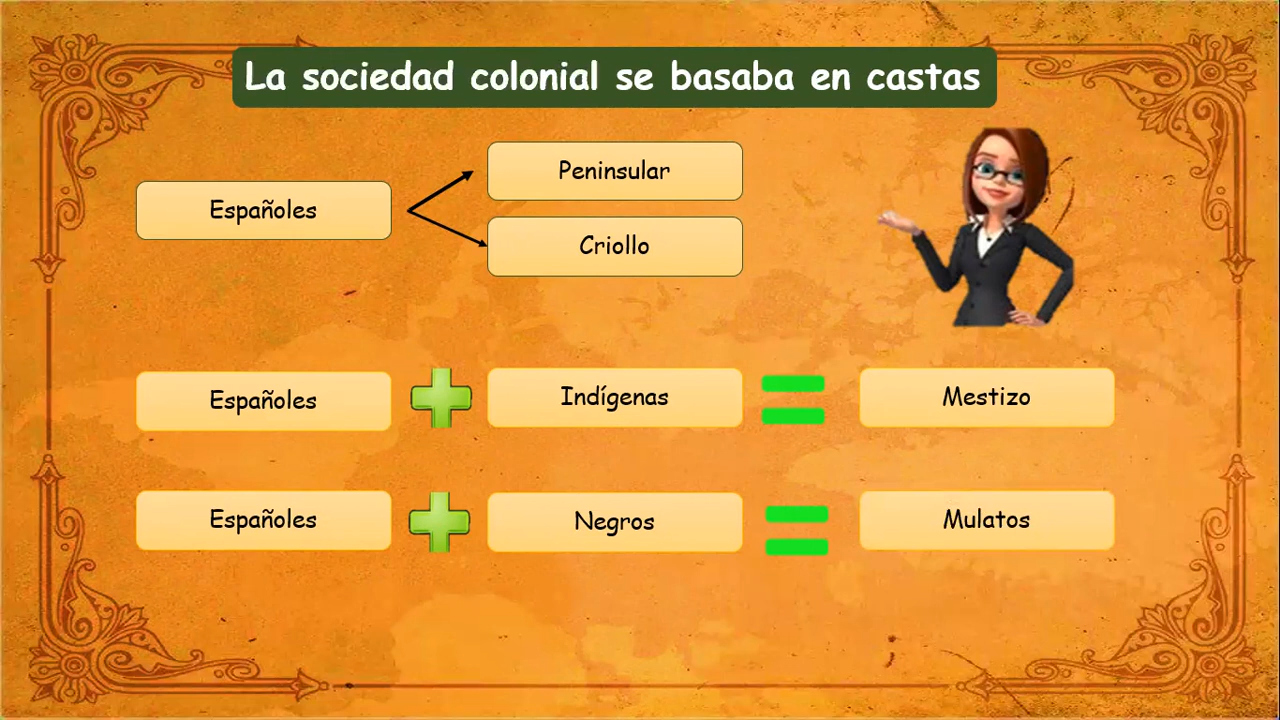 La sociedad colonial se basaba en castas
Españoles
Peninsular
Criollo
Españoles
Indígenas
Mestizo
Españoles
Negros
Mulatos